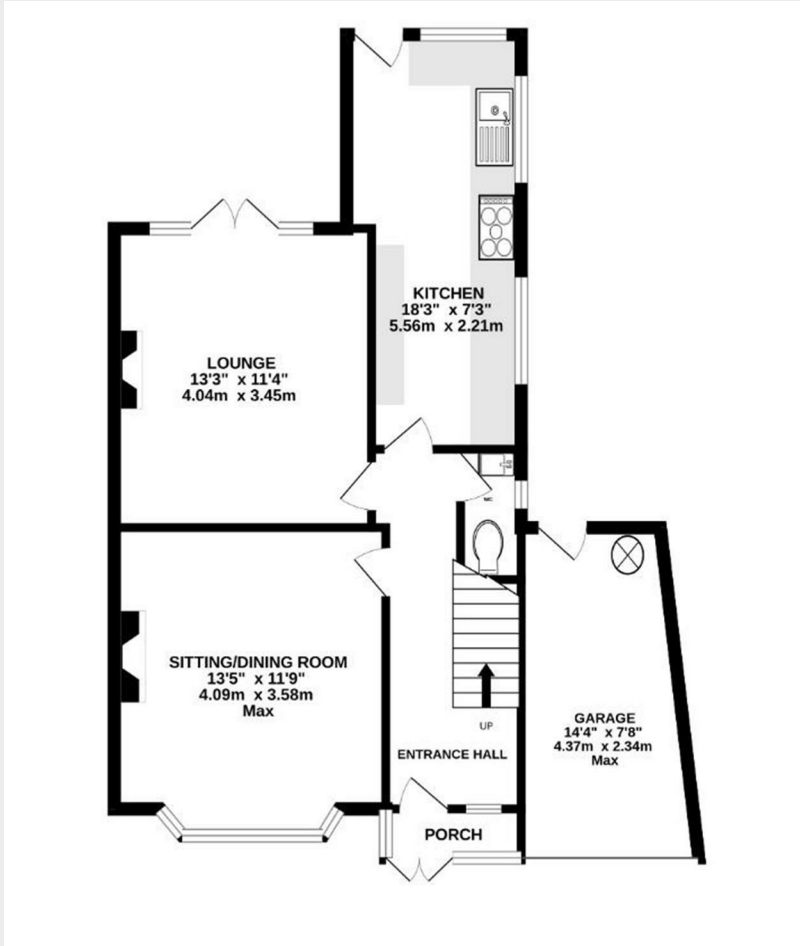 KITCHEN
18'3" x 7'3"
5.56m x 2.21m
LOUNGE
13'3" x 11'4"
4.04m x 3.45m
WC
SITTING/DINING ROOM
13'5" x 11'9"
4.09m x 3.58m
Max
UP
ENTRANCE HALL
GARAGE
14'4" x 7'8"
4.37m x 2.34m
Max
PORCH